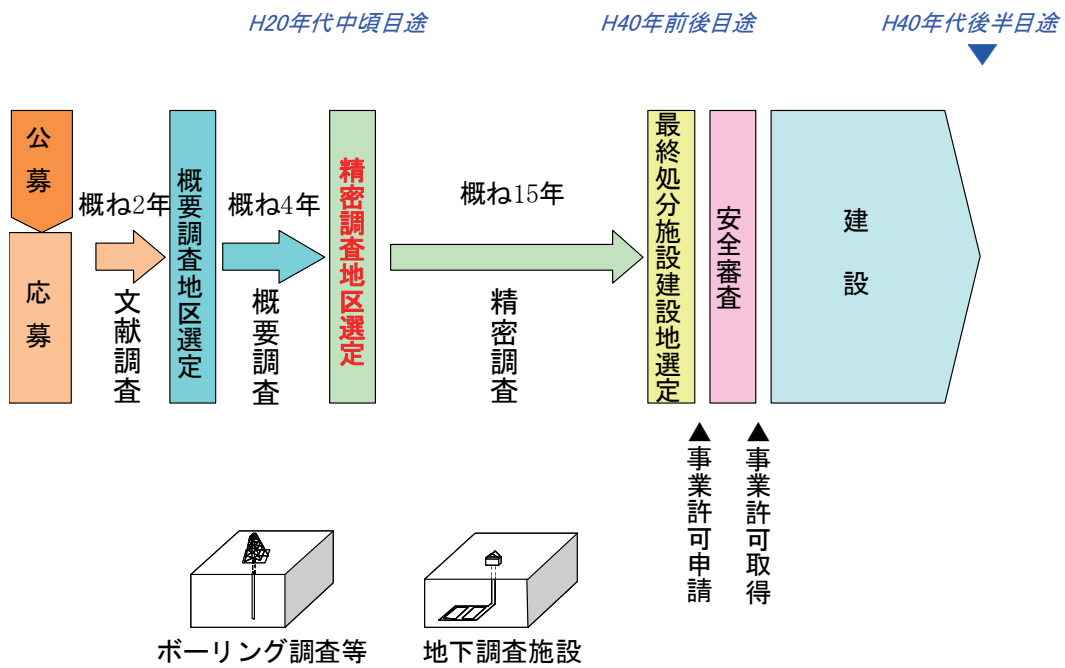 H20年代中頃目途
H40年前後目途
H40年代後半目途
公募
応募
概ね2年
文献調査
概要調査地区選定
概ね4年
概要調査
精密調査地区選定
概ね15年
精密調査
最終処分施設建設地選定
安全審査
建設
▲事業許可申請
▲事業許可取得
ボーリング調査等
地下調査施設